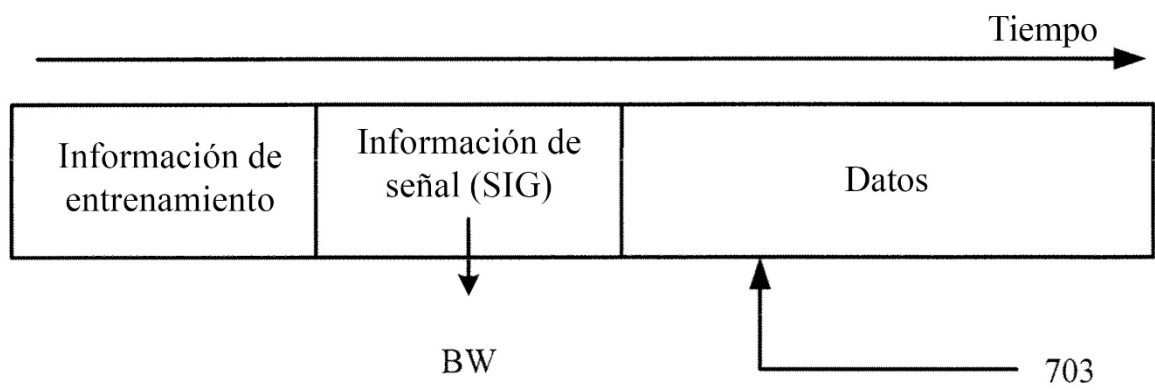 Tiempo
Información de
entrenamiento
Información de
señal (SIG)
Datos
BW
703